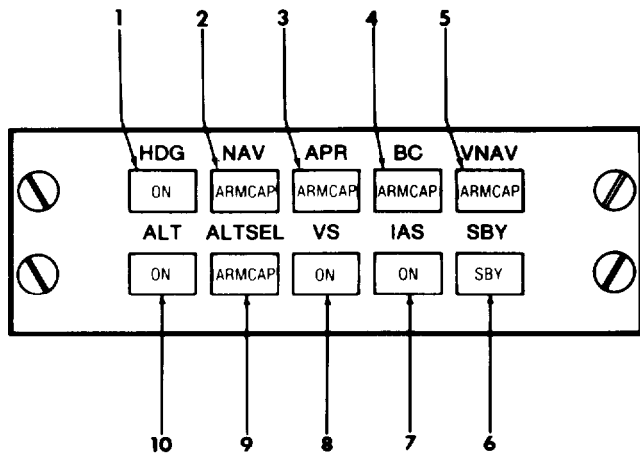 1 2 3 4 5
HDG NAV APR BC VNAV
ON ARMCAP ARMCAP ARMCAP ARMCAP
ALT ALTSEL VS IAS SBY
ON ARMCAP ON ON SBY
10 9 8 7 6